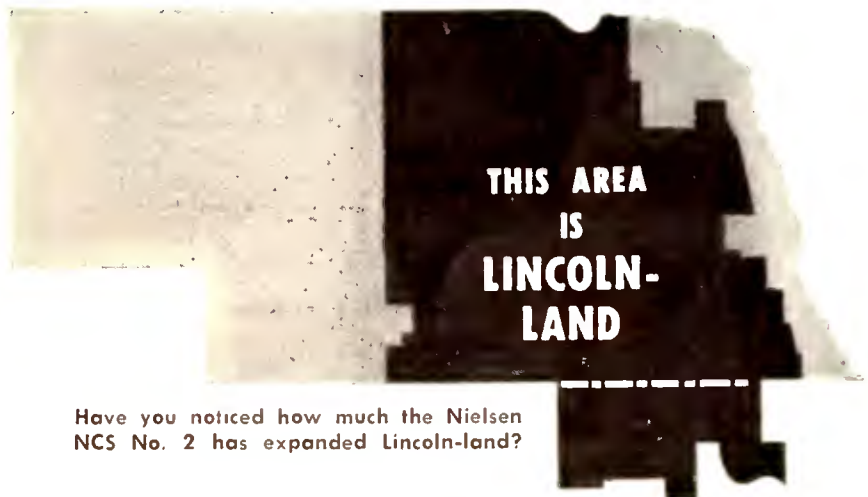 THIS AREA
IS
LINCOLN-
LAND
Have you noticed how much the Nielsen
NCS No. 2 has expanded Lincoln-land?